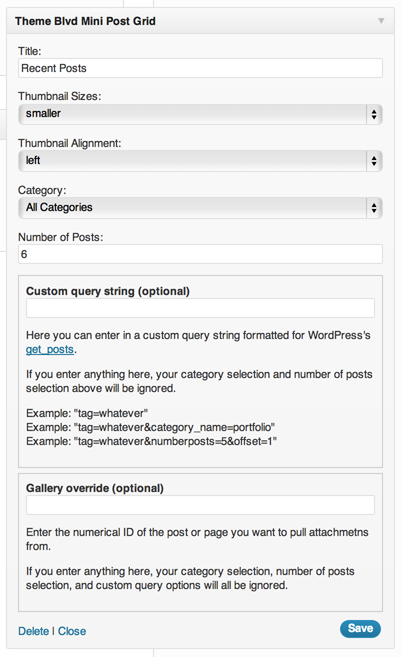 Theme Blvd Mini Post Grid
Title:
Recent Posts
Thumbnail Sizes:
smaller
Thumbnail Alignment:
left
Category:
All Categories
Number of Posts:
6
Custom query string (optional)
Here you can enter in a custom query string formatted for WordPress's
get_posts.
If you enter anything here, your category selection and number of posts
selection above will be ignored.
Example: "tag=whatever"
Example: "tag=whatever&category_name=portfolio"
Example: "tag=whatever&numberposts=5&offset=1"
Gallery override (optional)
Enter the numerical ID of the post or page you want to pull attachmetns
from.
If you enter anything here, your category selection, number of posts
selection, and custom query options will all be ignored.
Delete | Close
Save